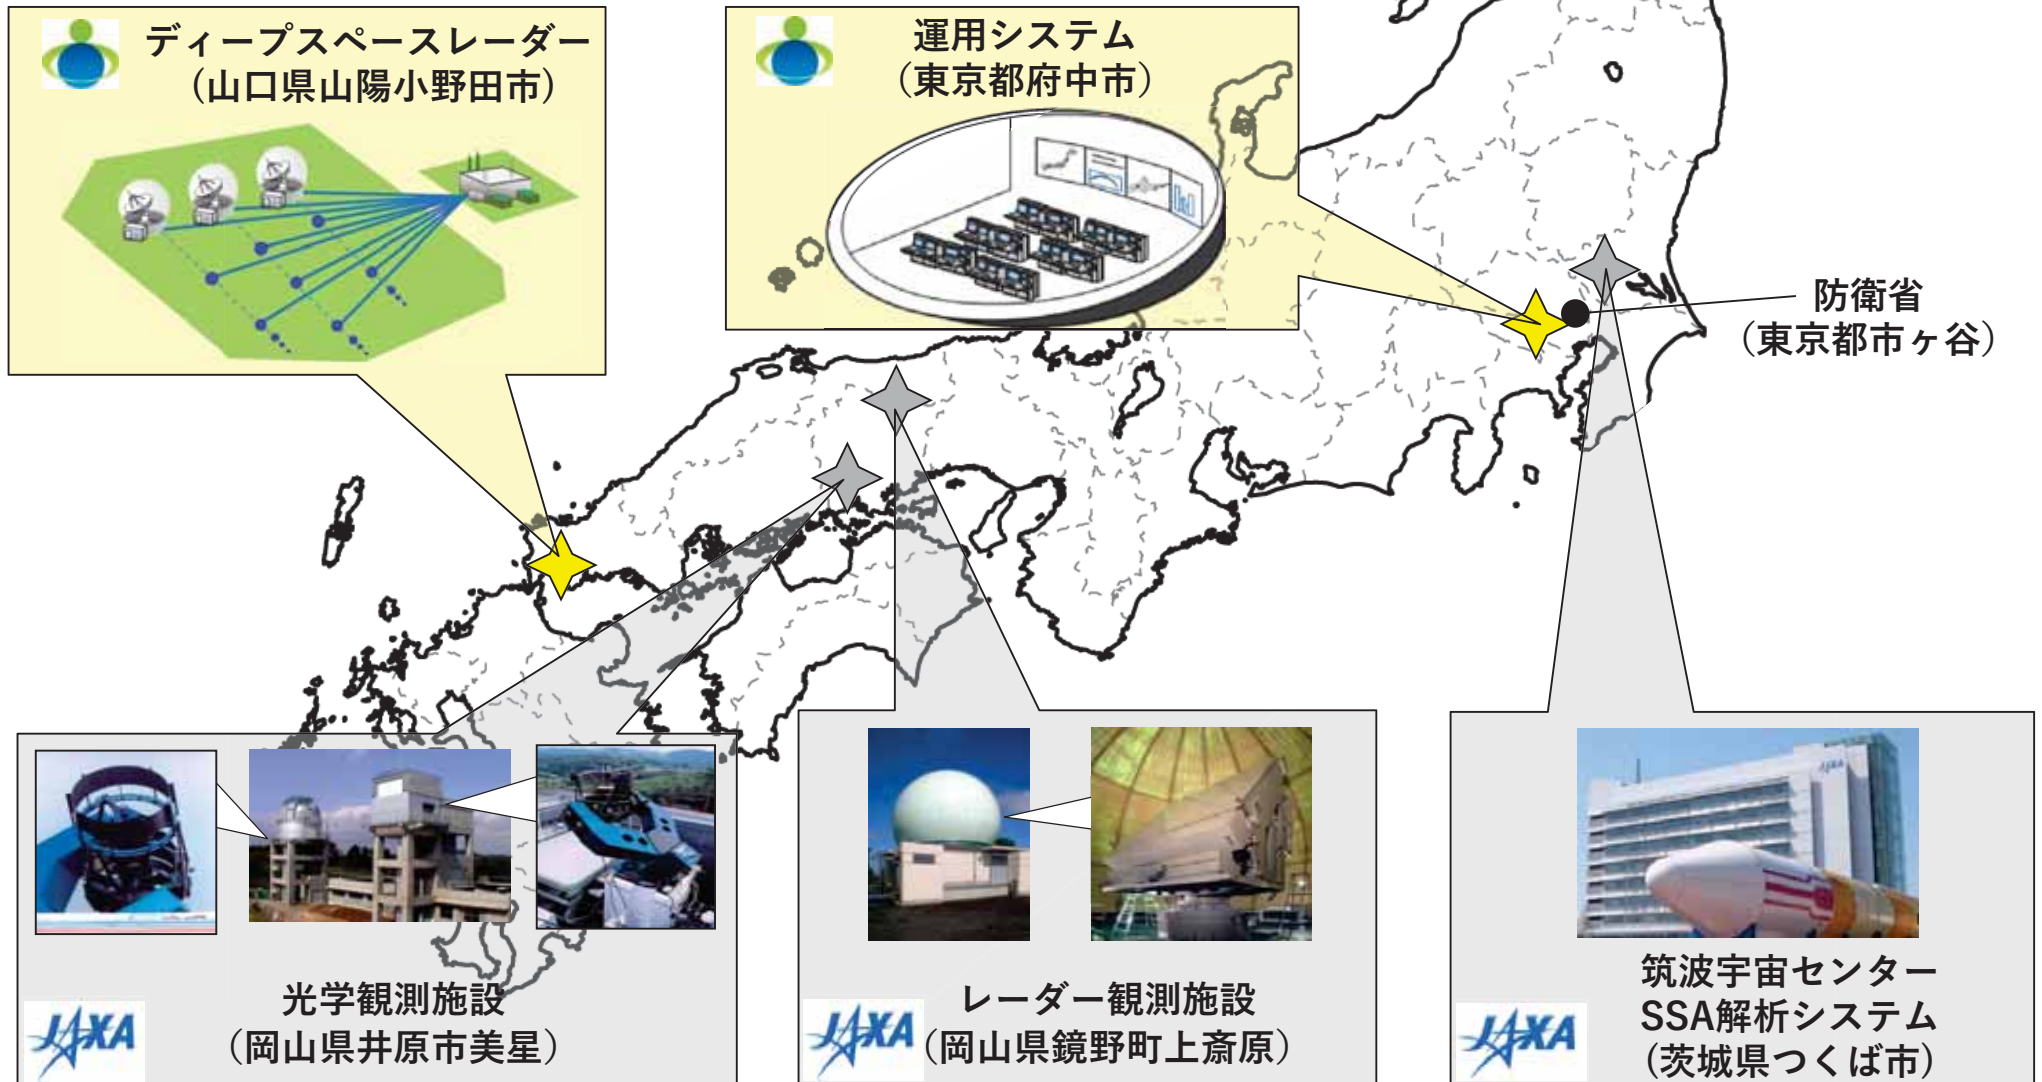 ディープスペースレーダー
(山口県山陽小野田市)
運用システム
(東京都府中市)
防衛省
(東京都市ヶ谷)
光学観測施設
(岡山県井原市美星)
JAXA
レーダー観測施設
(岡山県鏡野町上斎原)
JAXA
JAXA
筑波宇宙センター
SSA解析システム
(茨城県つくば市)
JAXA